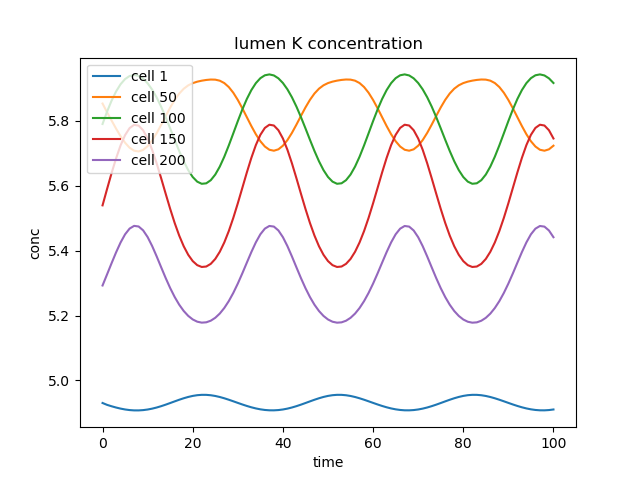 lumen K concentration
cell 1
cell 50
cell 100
cell 150
cell 200
conc
5.8
5.6
5.4
5.2
5.0
0 20 40 60 80 100
time